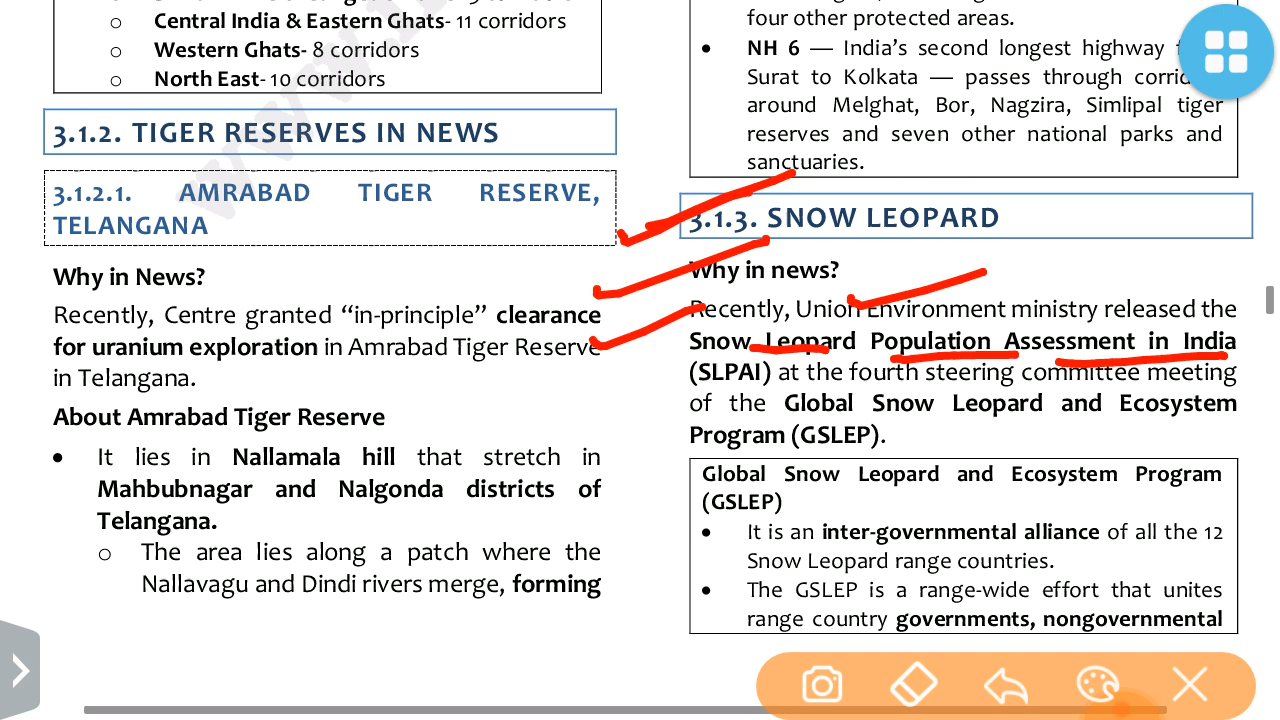 o Central India & Eastern Ghats- 11 corridors
o Western Ghats- 8 corridors
o North East- 10 corridors
3.1.2. TIGER RESERVES IN NEWS
3.1.2.1. AMRABAD TIGER RESERVE,
TELANGANA
Why in News?
Recently, Centre granted “in-principle” clearance
for uranium exploration in Amrabad Tiger Reserve
in Telangana.
About Amrabad Tiger Reserve
• It lies in Nallamala hill that stretch in
Mahbubnagar and Nalgonda districts of
Telangana.
o The area lies along a patch where the
Nallavagu and Dindi rivers merge, forming
four other protected areas.
• NH 6 — India’s second longest highway
Surat to Kolkata — passes through
around Melghat, Bor, Nagzira, Simlipal tiger
reserves and seven other national parks and
sanctuaries.
3.1.3. SNOW LEOPARD
Why in news?
Recently, Union Environment ministry released the
Snow Leopard Population Assessment in India
(SLPAI) at the fourth steering committee meeting
of the Global Snow Leopard and Ecosystem
Program (GSLEP).
Global Snow Leopard and Ecosystem Program
(GSLEP)
• It is an inter-governmental alliance of all the 12
Snow Leopard range countries.
• The GSLEP is a range-wide effort that unites
range country governments, nongovernmental